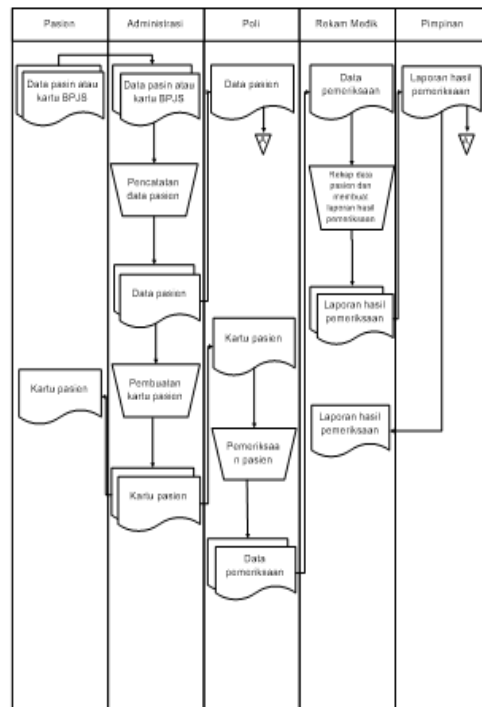 Pasien
Administrasi
Poli
Rekam Medik
Pimpinan
Data pasin atau
kartu BPJS
Data pasin atau
kartu BPJS
Data pasien
Data
pemeriksaan
Laporan hasil
pemeriksaan
Pencatatan
data pasien
Rekap data
pasien dan
membuat
laporan hasil
pemeriksaan
Data pasien
Laporan hasil
pemeriksaan
Kartu pasien
Kartu pasien
Pembuatan
kartu pasien
Laporan hasil
pemeriksaan
Pemeriksaa
n pasien
Kartu pasien
Data
pemeriksaan